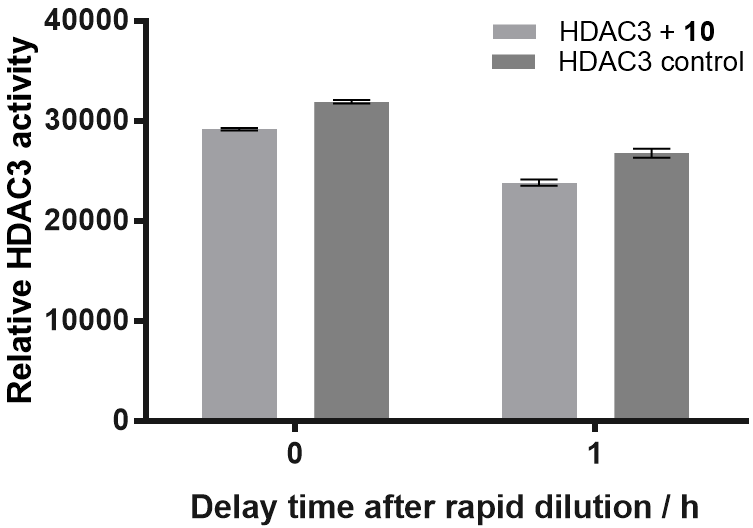 HDAC3 + 10
HDAC3 control
Relative HDAC3 activity
40000
30000
20000
10000
0
0 1
Delay time after rapid dilution / h